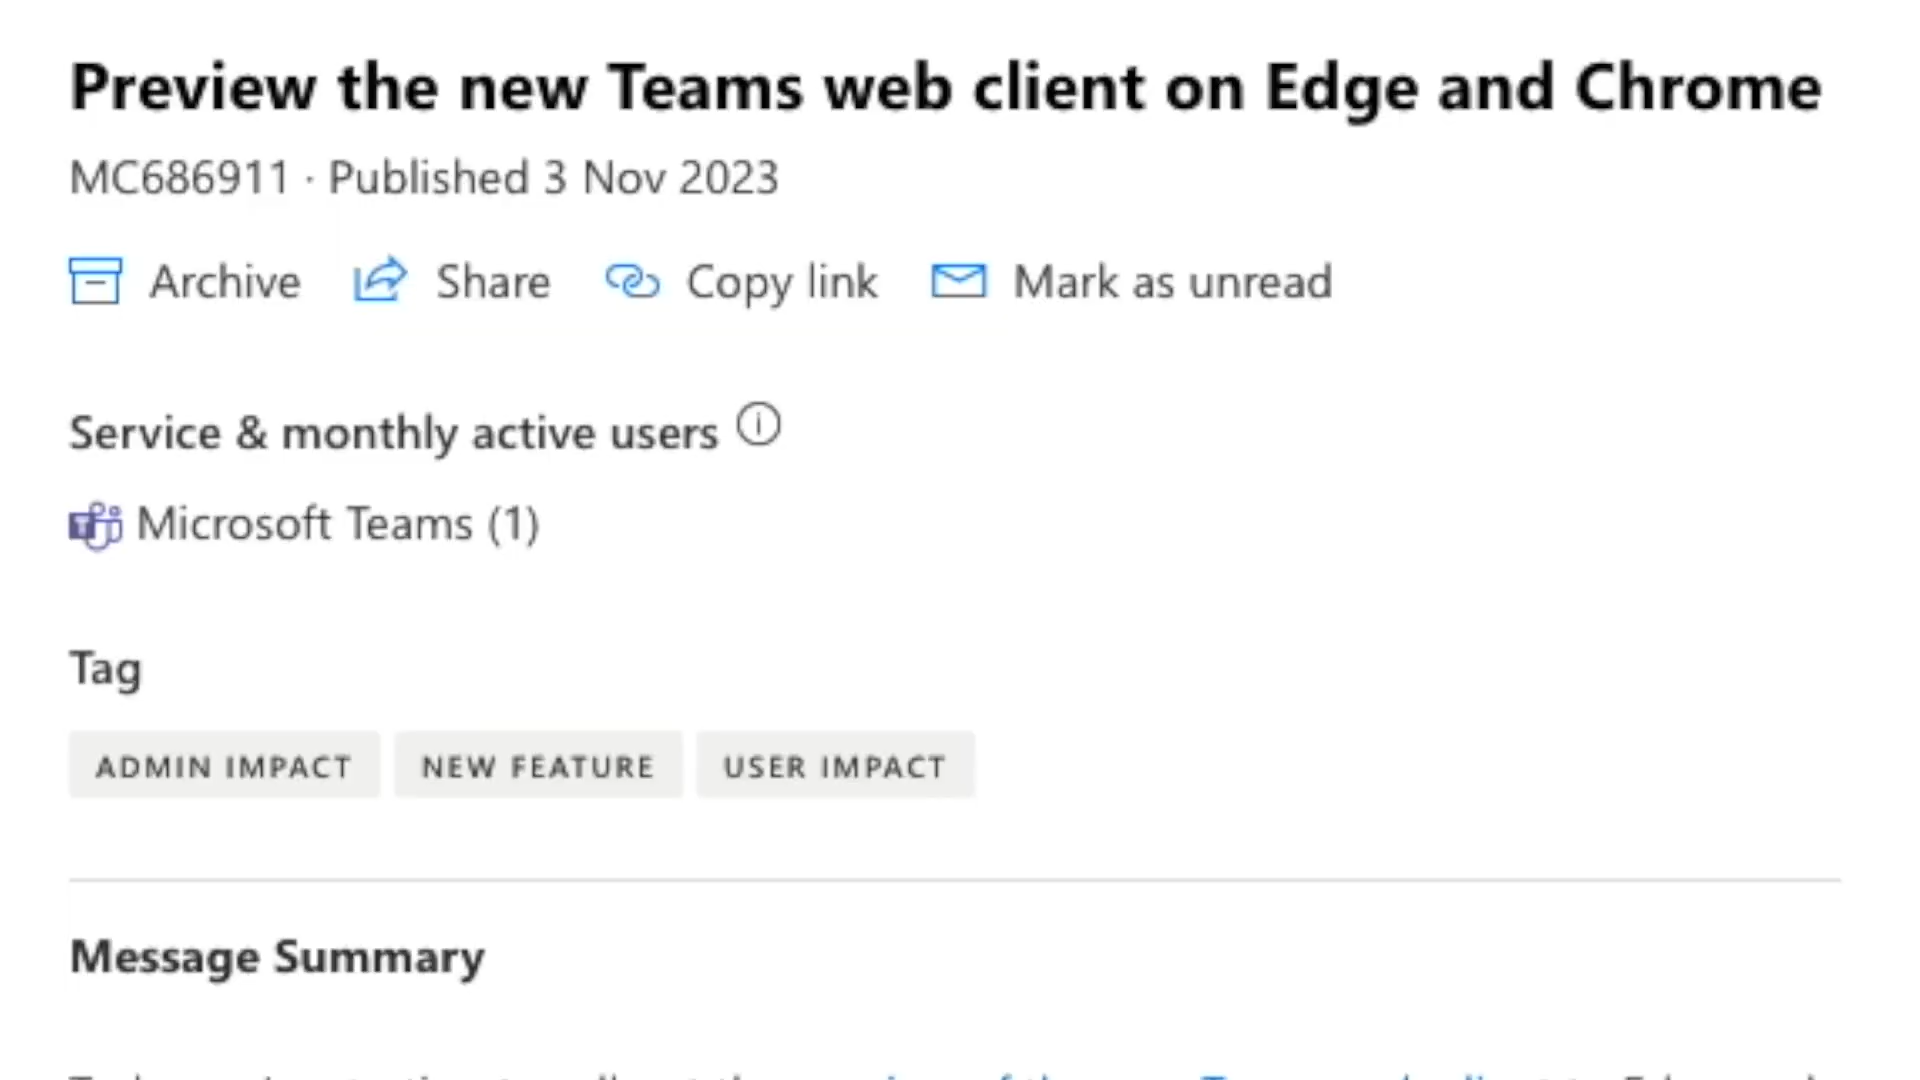 Preview the new Teams web client on Edge and Chrome
MC686911 · Published 3 Nov 2023
Archive Share Copy link Mark as unread
Service & monthly active users
Microsoft Teams (1)
Tag
ADMIN IMPACT NEW FEATURE USER IMPACT
Message Summary